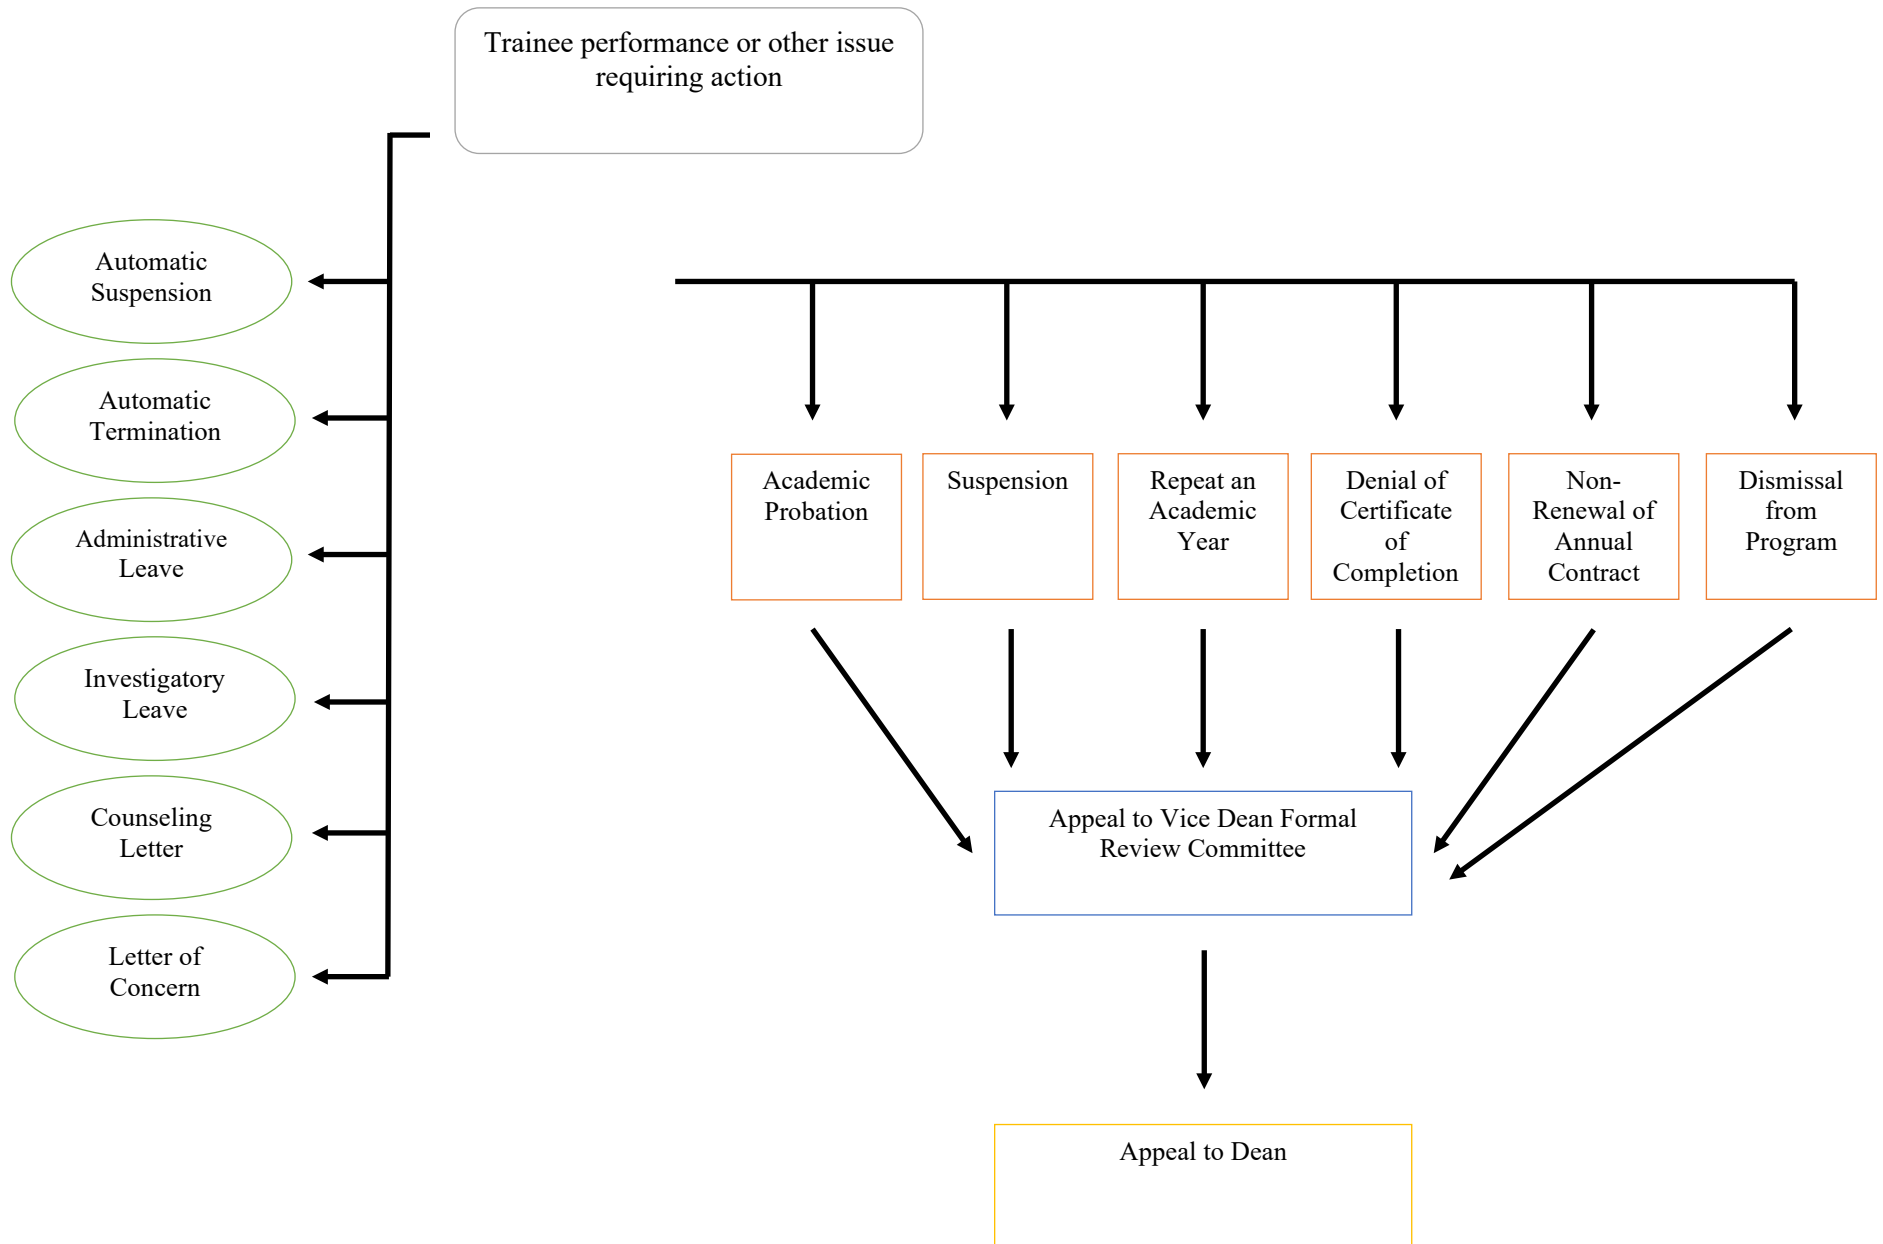 Trainee performance or other issue
requiring action
Automatic
Suspension
Automatic
Termination
Administrative
Leave
Investigatory
Leave
Counseling
Letter
Letter of
Concern
Academic
Probation
Suspension
Repeat an
Academic
Year
Denial of
Certificate
of
Completion
Non-
Renewal of
Annual
Contract
Dismissal
from
Program
Appeal to Vice Dean Formal
Review Committee
Appeal to Dean